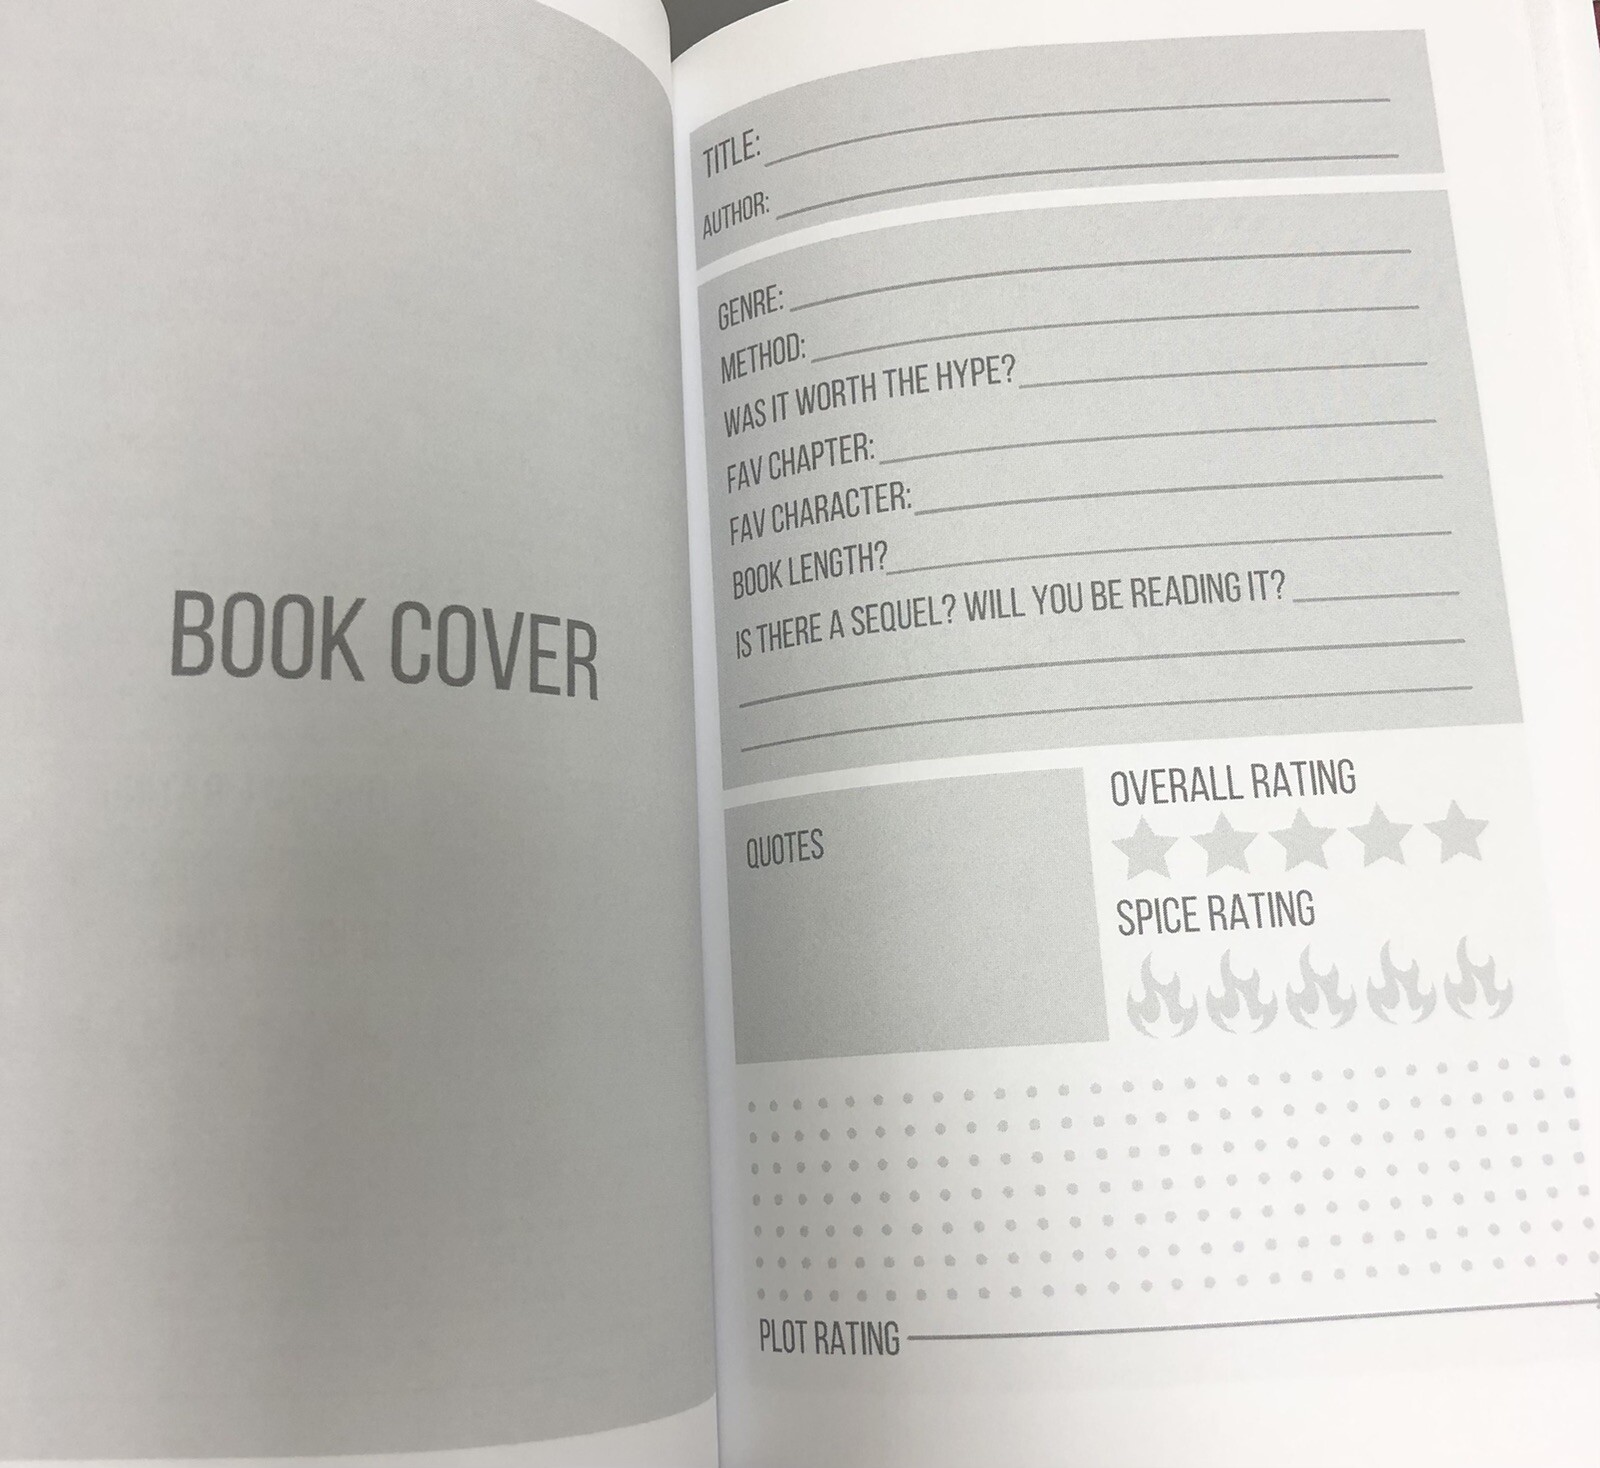 BOOK COVER
TITLE:
AUTHOR:
GENRE:
METHOD:
WAS IT WORTH THE HYPE?
FAV CHAPTER:
FAV CHARACTER:
BOOK LENGTH?
IS THERE A SEQUEL? WILL YOU BE READING IT?
QUOTES
OVERALL RATING
SPICE RATING
PLOT RATING